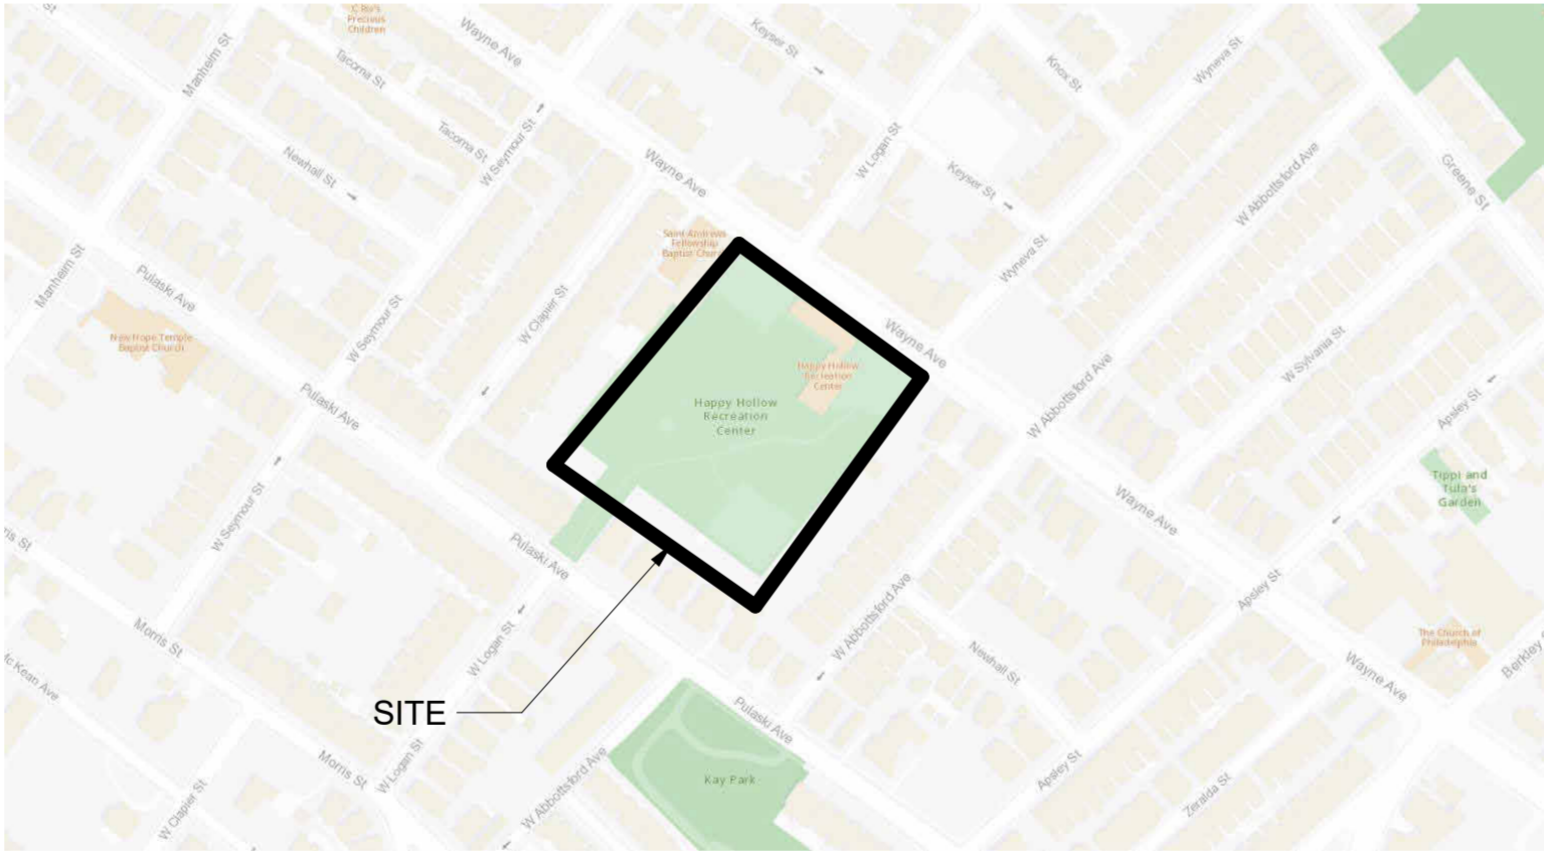 C Bo's
Precious
Children
Wayne Ave
Keyser St
Wyneva St
Manheim St
Tacoma St
Knox St
Tacoma St
W Seymour St
W Logan St
Newhall St
Wayne Ave
Keyser St
Greene St
W Abbottsford Ave
Saint Andrews
Fellowship
Baptist Church
Wyneva St
Manheim St
Pulaski Ave
W Clapier St
New Hope Temple
Baptist Church
W Seymour St
Wayne Ave
Happy Hollow
Recreation
Center
W Sylvania St
Pulaski Ave
Happy Hollow
Recreation
Center
W Abbottsford Ave
Apsley St
Tippi and
Tula's
Garden
W Seymour St
Wayne Ave
Pulaski Ave
Apsley St
W Abbottsford Ave
Morris St
W Logan St
Newhall St
The Church of
Philadelphia
Berkley
Mc Kean Ave
Wayne Ave
SITE
Pulaski Ave
Morris St
W Logan St
Kay Park
Apsley St
W Abbottsford Ave
Zeralda St
W Clapier St